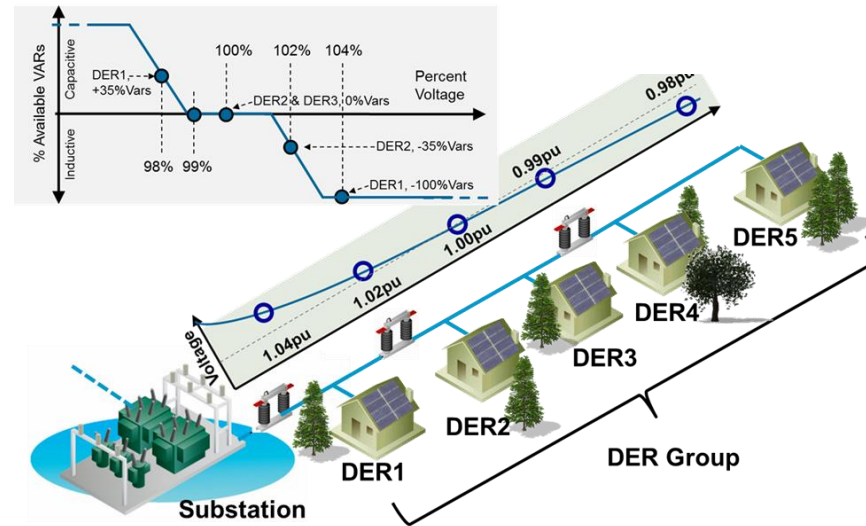 % Available VARs
Capacitive
Inductive
100%
102%
104%
Percent
Voltage
DER1,
+35%Vars
DER2 & DER3, 0%Vars
DER2, -35%Vars
98%
99%
DER1, -100%Vars
0.98pu
0.99pu
1.00pu
1.02pu
1.04pu
Voltage
DER5
DER4
DER3
DER2
DER1
DER Group
Substation